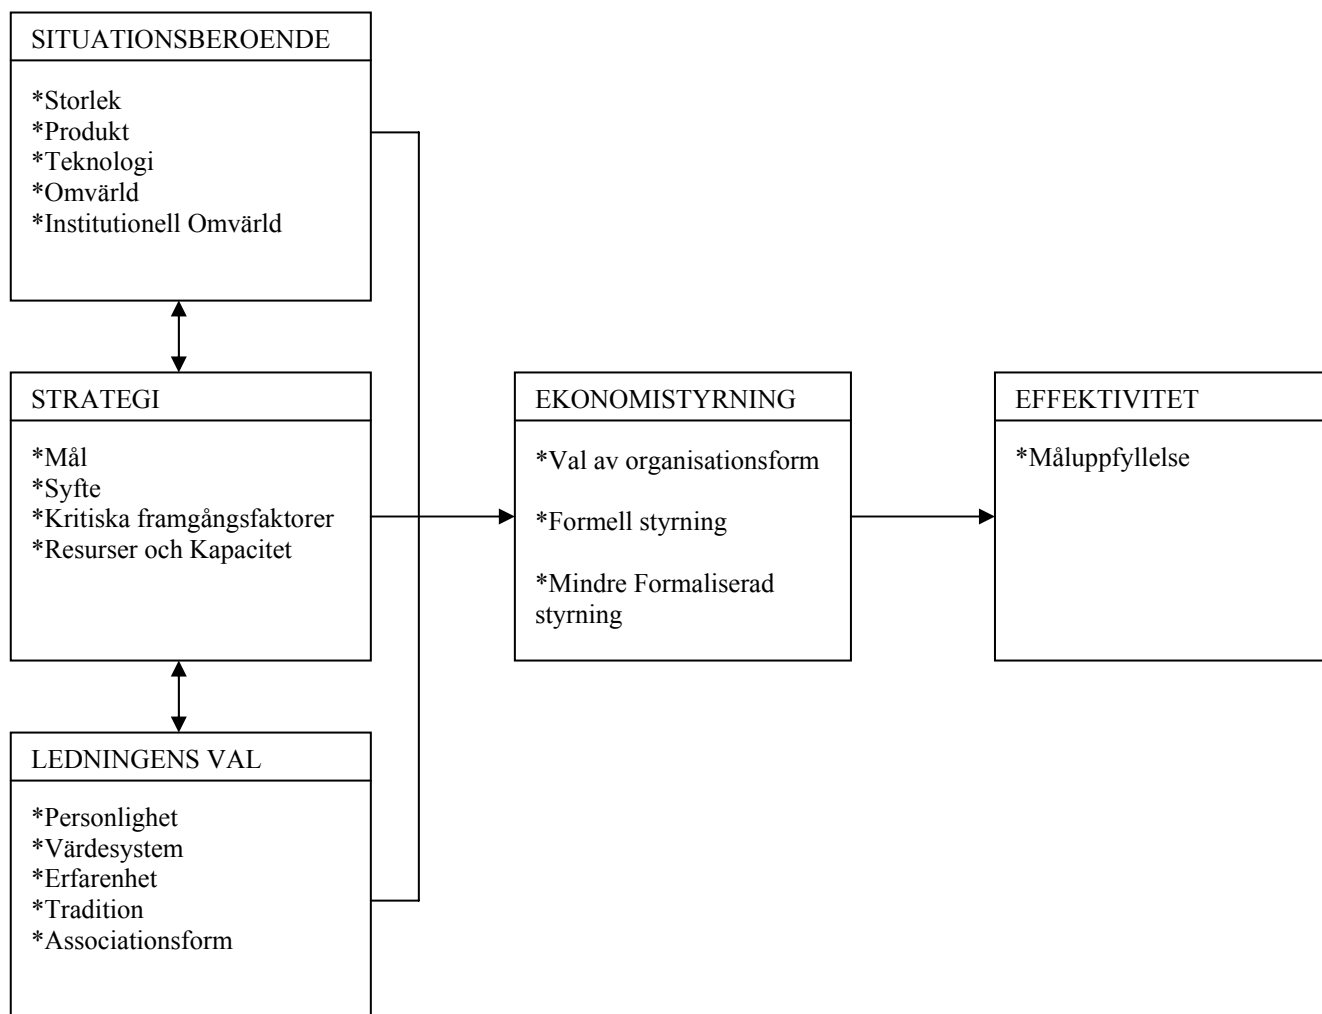 SITUATIONSBEROENDE
*Storlek
*Produkt
*Teknologi
*Omvärld
*Institutionell Omvärld
STRATEGI
*Mål
*Syfte
*Kritiska framgångsfaktorer
*Resurser och Kapacitet
EKONOMISTYRNING
*Val av organisationsform
*Formell styrning
*Mindre Formaliserad
styrning
EFFEKTIVITET
*Måluppfyllelse
LEDNINGENS VAL
*Personlighet
*Värdesystem
*Erfarenhet
*Tradition
*Associationsform